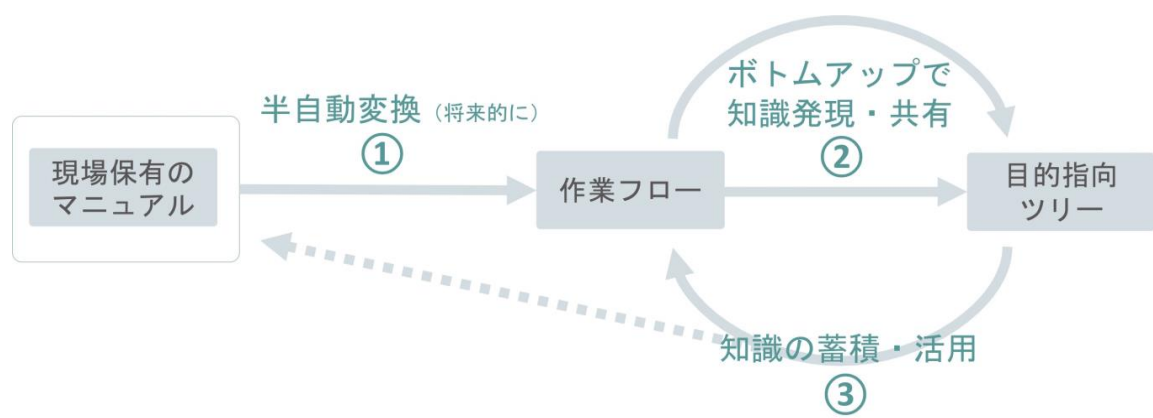 半自動変換（将来的に）
①
ボトムアップで
知識発現・共有
②
現場保有の
マニュアル
作業フロー
目的指向
ツリー
知識の蓄積・活用
③